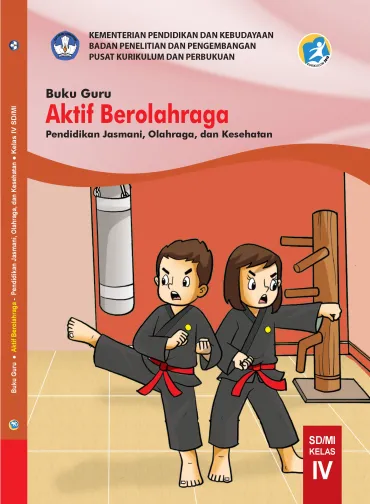 KEMENTERIAN PENDIDIKAN DAN KEBUDAYAAN
BADAN PENELITIAN DAN PENGEMBANGAN
PUSAT KURIKULUM DAN PERBUKUAN
Buku Guru
Aktif Berolahraga
Pendidikan Jasmani, Olahraga, dan Kesehatan
Buku Guru ● Aktif Berolahraga - Pendidikan Jasmani, Olahraga, dan Kesehatan ● Kelas IV SD/MI
SD/MI
KELAS
IV